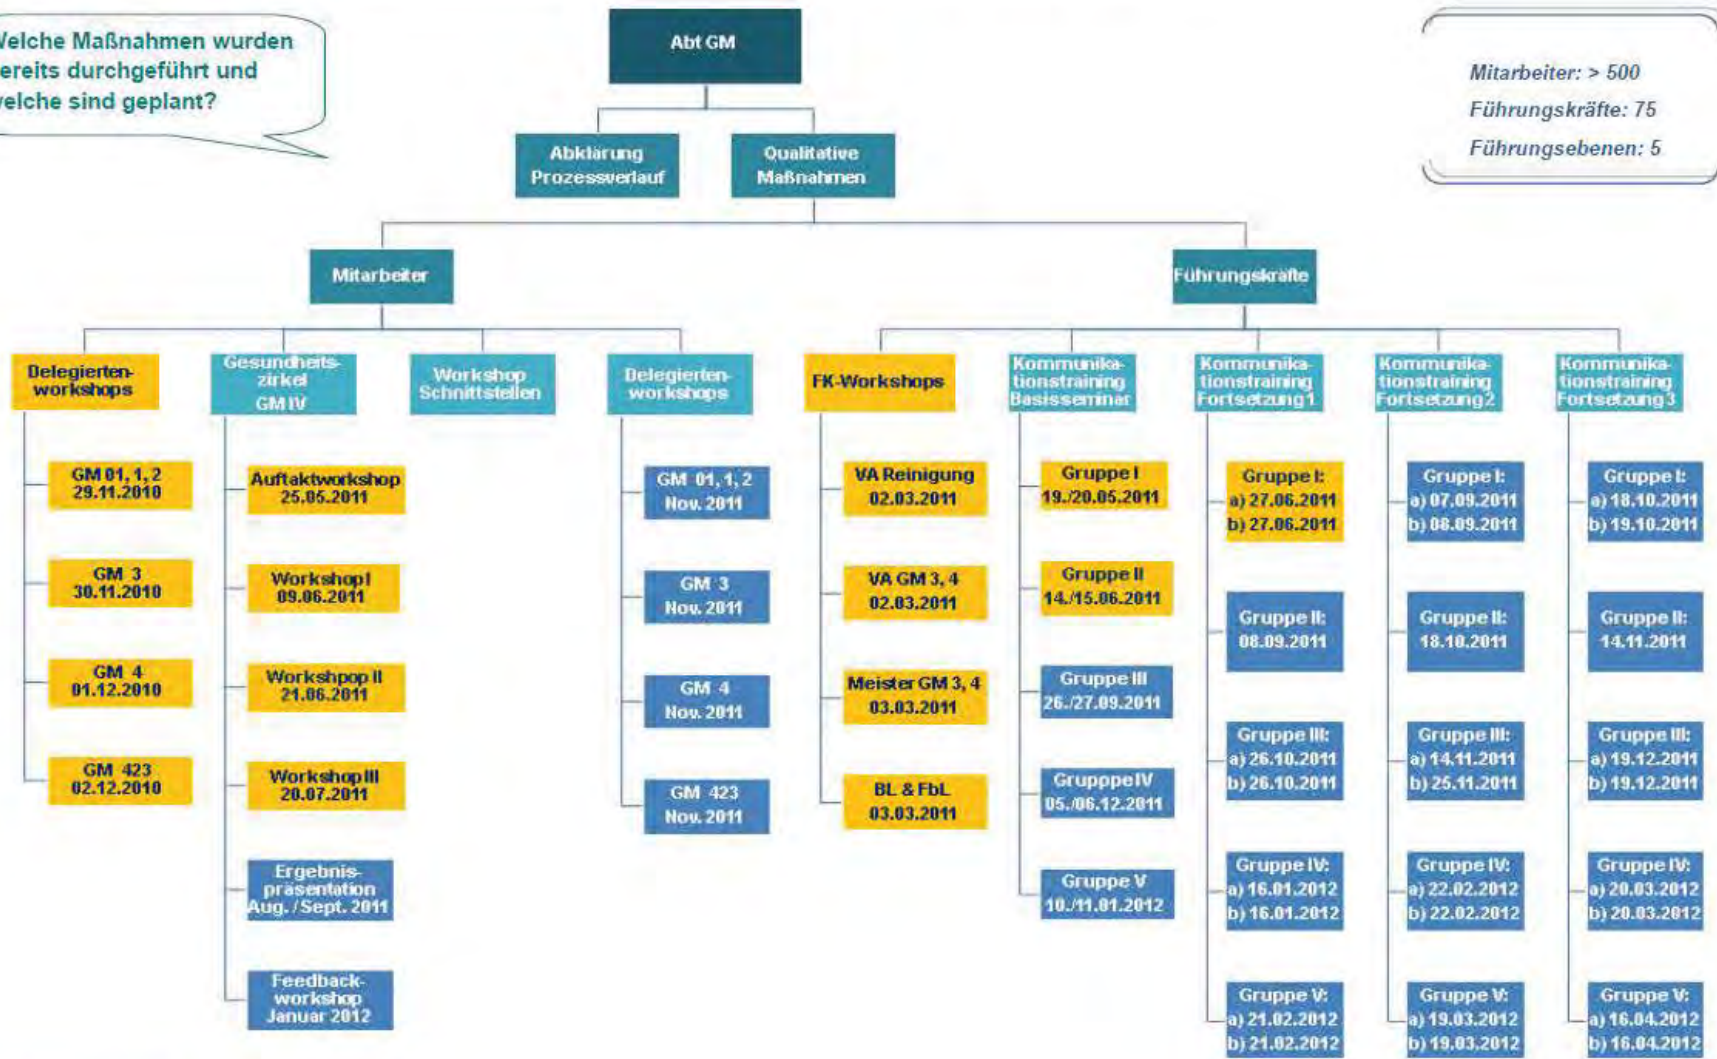 Welche Maßnahmen wurden
bereits durchgeführt und
welche sind geplant?
Abt GM
Mitarbeiter: > 500
Führungskräfte: 75
Führungsebenen: 5
Abklärung
Prozessverlauf
Qualitative
Maßnahmen
Mitarbeiter
Führungskräfte
Delegierten-
workshops
GM 01, 1, 2
29.11.2010
GM 3
30.11.2010
GM 4
01.12.2010
GM 423
02.12.2010
Gesundheits-
zirkel
GM IV
Auftaktworkshop
25.05.2011
Workshop I
09.06.2011
Workshpop II
21.06.2011
Workshop III
20.07.2011
Ergebnis-
präsentation
Aug. / Sept. 2011
Feedback-
workshop
Januar 2012
Workshop
Schnittstellen
Delegierten-
workshops
GM 01, 1, 2
Nov. 2011
GM 3
Nov. 2011
GM 4
Nov. 2011
GM 423
Nov. 2011
FK-Workshops
VA Reinigung
02.03.2011
VA GM 3, 4
02.03.2011
Meister GM 3, 4
03.03.2011
BL & FbL
03.03.2011
Kommunika-
tionstraining
Basisseminar
Gruppe I
19./20.05.2011
Gruppe II
14./15.06.2011
Gruppe III
26./27.09.2011
Grupppe IV
05./06.12.2011
Gruppe V
10./11.01.2012
Kommunika-
tionstraining
Fortsetzung 1
Gruppe I:
a) 27.06.2011
b) 27.06.2011
Gruppe II:
08.09.2011
Gruppe III:
a) 26.10.2011
b) 26.10.2011
Gruppe IV:
a) 16.01.2012
b) 16.01.2012
Gruppe V:
a) 21.02.2012
b) 21.02.2012
Kommunika-
tionstraining
Fortsetzung 2
Gruppe I:
a) 07.09.2011
b) 08.09.2011
Gruppe II:
18.10.2011
Gruppe III:
a) 14.11.2011
b) 25.11.2011
Gruppe IV:
a) 22.02.2012
b) 22.02.2012
Gruppe V:
a) 19.03.2012
b) 19.03.2012
Kommunika-
tionstraining
Fortsetzung 3
Gruppe I:
a) 18.10.2011
b) 19.10.2011
Gruppe II:
14.11.2011
Gruppe III:
a) 19.12.2011
b) 19.12.2011
Gruppe IV:
a) 20.03.2012
b) 20.03.2012
Gruppe V:
a) 16.04.2012
b) 16.04.2012